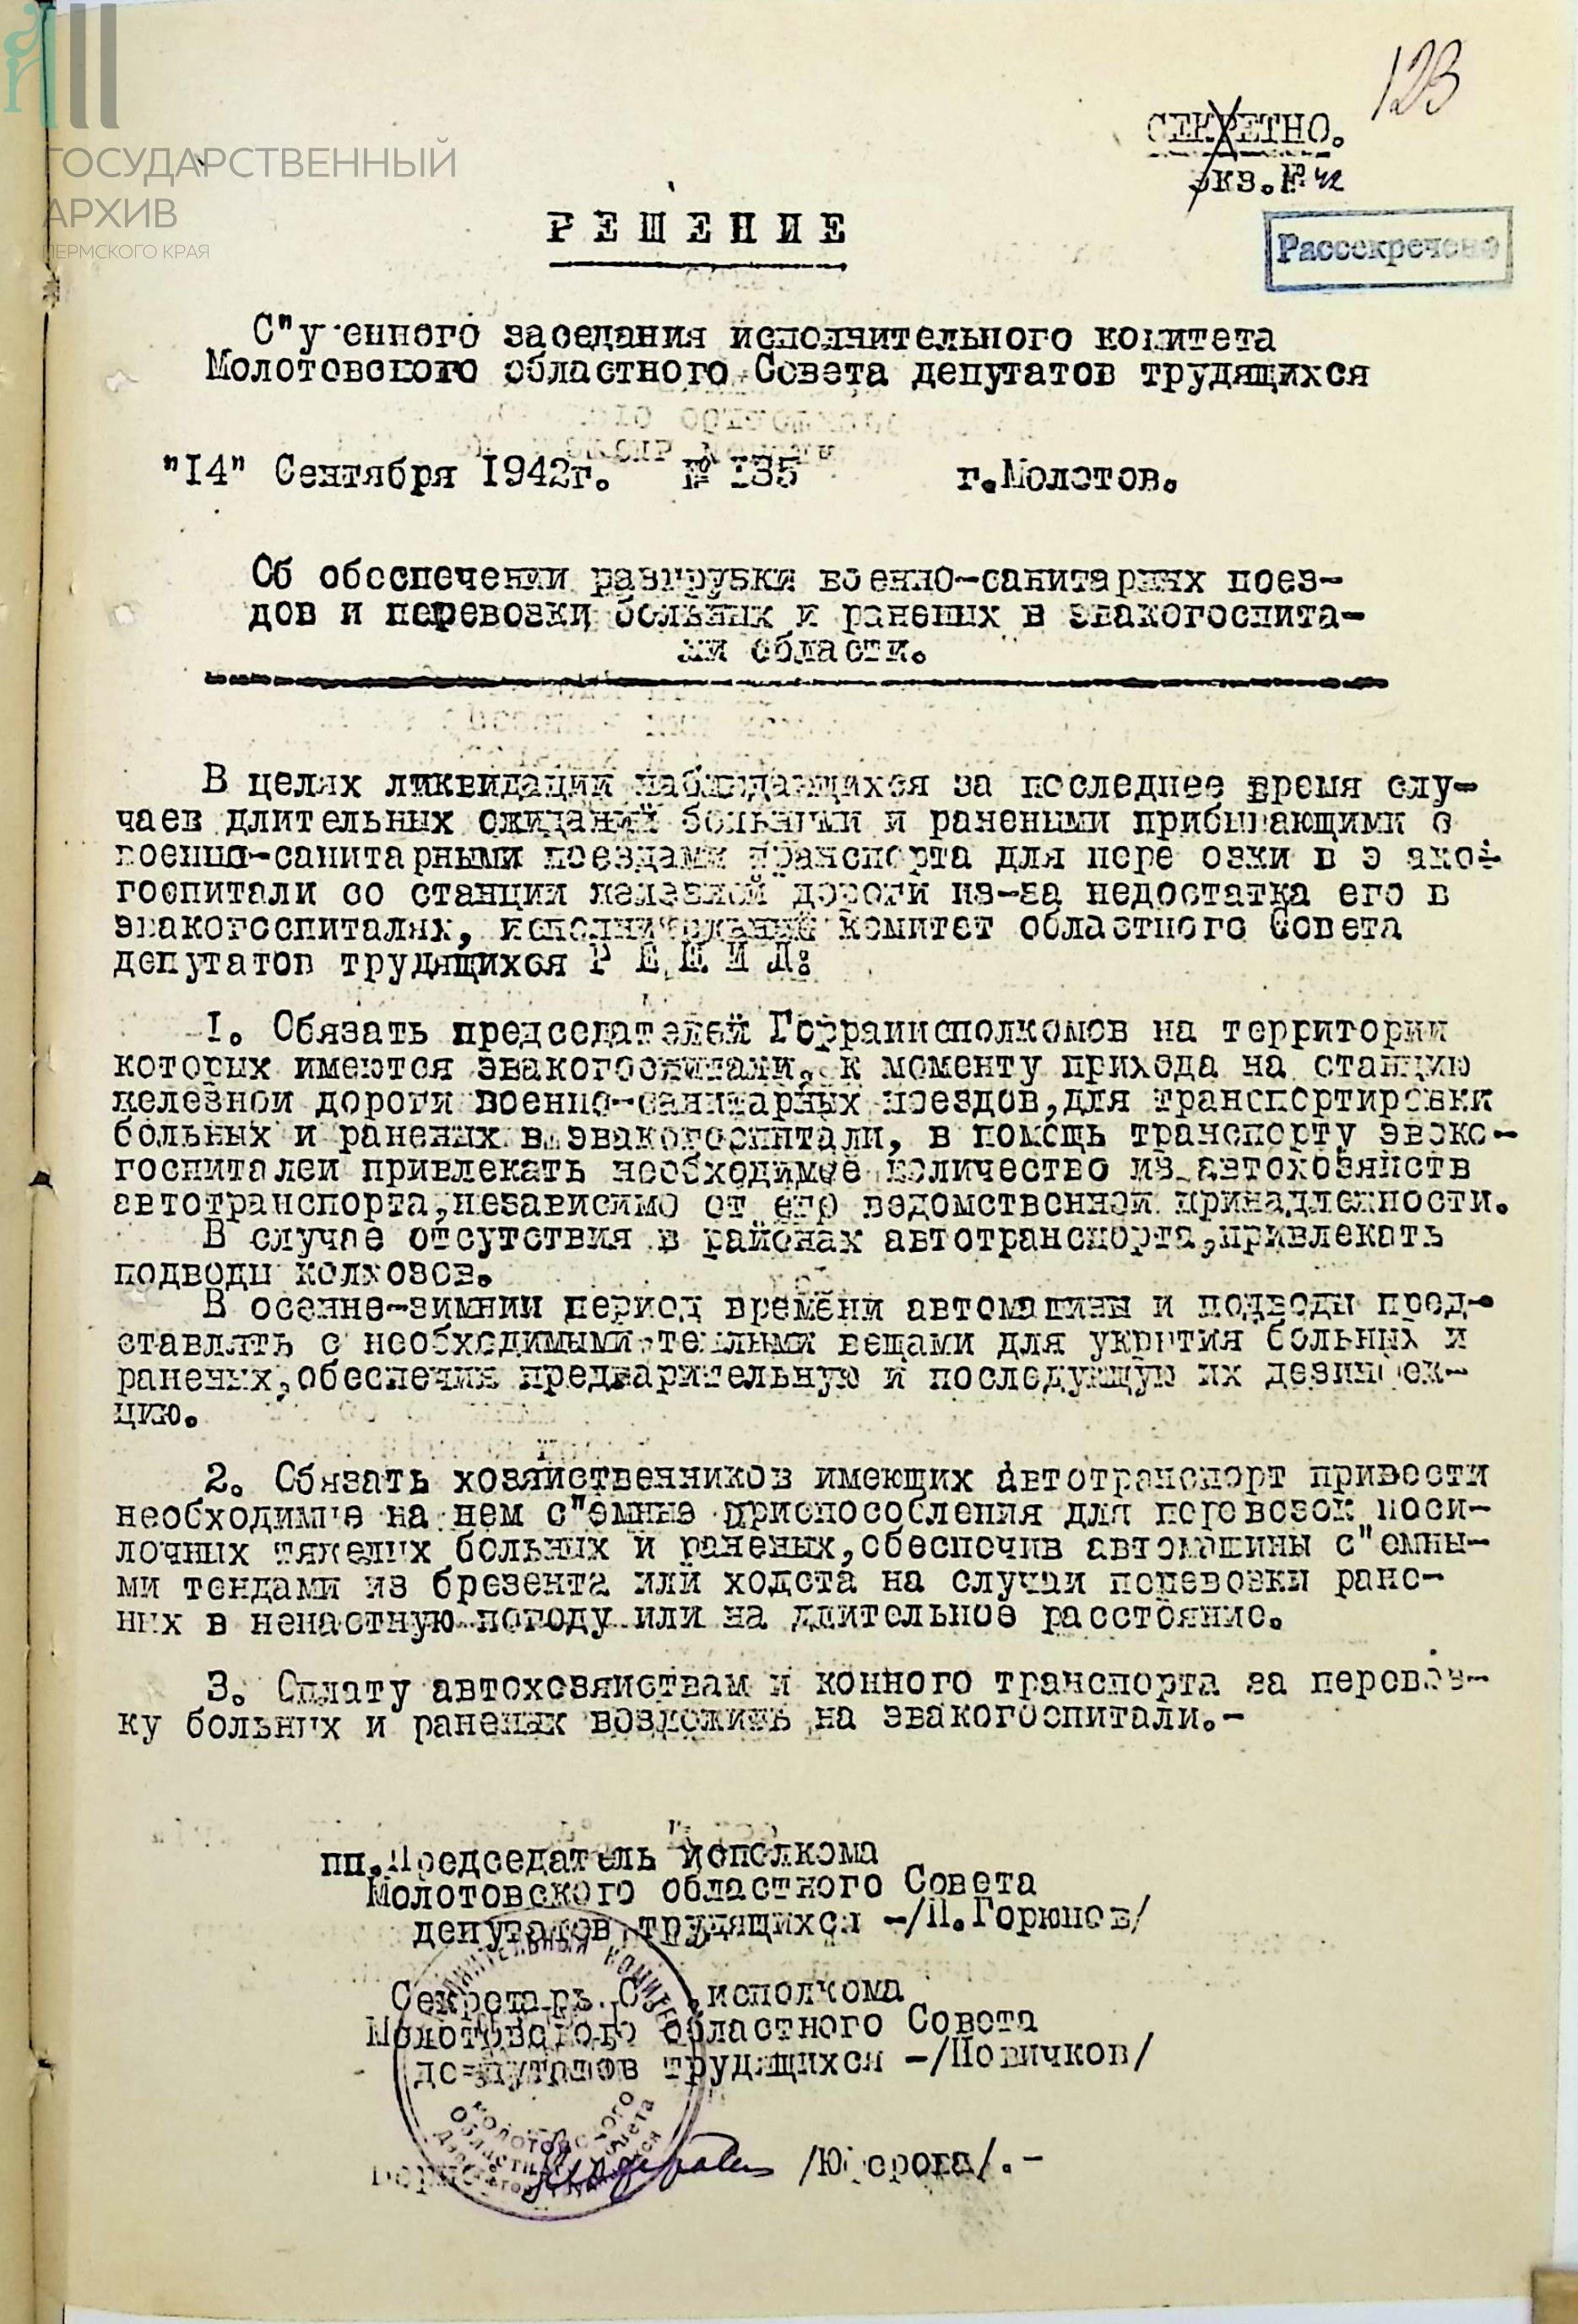 123
СЕКРЕТНО.
экз.№ 42
ГОСУДАРСТВЕННЫЙ
АРХИВ
ПЕРМСКОГО КРАЯ
РЕШЕНИЕ
Рассекречено
С"у енного заседания исполнительного комитета
Молотовского областного Совета депутатов трудящихся
"14" Сентября 1942г. № 135 г.Молотов.
Об обеспечении разгрузки военно-санитарных поез-
дов и перевозки больных и раненых в эвакогоспита-
ли области.
В целях ликвидации наблюдающихся за последнее время слу-
чаев длительных ожиданий больными и ранеными прибывающими с
военно-санитарными поездами транспорта для пере озки в э ако-
госпитали со станции железной дороги из-за недостатка его в
эвакогоспиталях, исполнительный комитет областного Совета
депутатов трудящихся Р Е Ш И Л:
1. Обязать председателей Горрайисполкомов на территории
которых имеются эвакогоспитали, к моменту прихода на станцию
железной дороги военно-санитарных поездов,для транспортировки
больных и раненых в эвакогоспитали, в помощь транспорту эвако-
госпиталей привлекать необходимое количество из автохозяйств
автотранспорта,независимо от его ведомственной принадлежности.
В случае отсутствия в районах автотранспорта,привлекать
подводы колхозов.
В осенне-зимний период времени автомашины и подводы пред-
ставлять с необходимыми теплыми вещами для укрытия больных и
раненых,обеспечив предварительную и последующую их дезинфек-
цию.
2. Обязать хозяйственников имеющих автотранспорт привести
необходимые на нем с"емные приспособления для перевозок носи-
лочных тяжелых больных и раненых,обеспечив автомашины с"емны-
ми тендами из брезента или холста на случай перевозки ране-
ных в ненастную погоду или на длительное расстояние.
3. Оплату автохозяйствам и конного транспорта за перевоз-
ку больных и раненых возложить на эвакогоспитали.-
пп.Председатель исполкома
Молотовского областного Совета
депутатов трудящихся -/П.Горюнов/
Секретарь исполкома
Молотовского областного Совета
депутатов трудящихся -/Новичков/